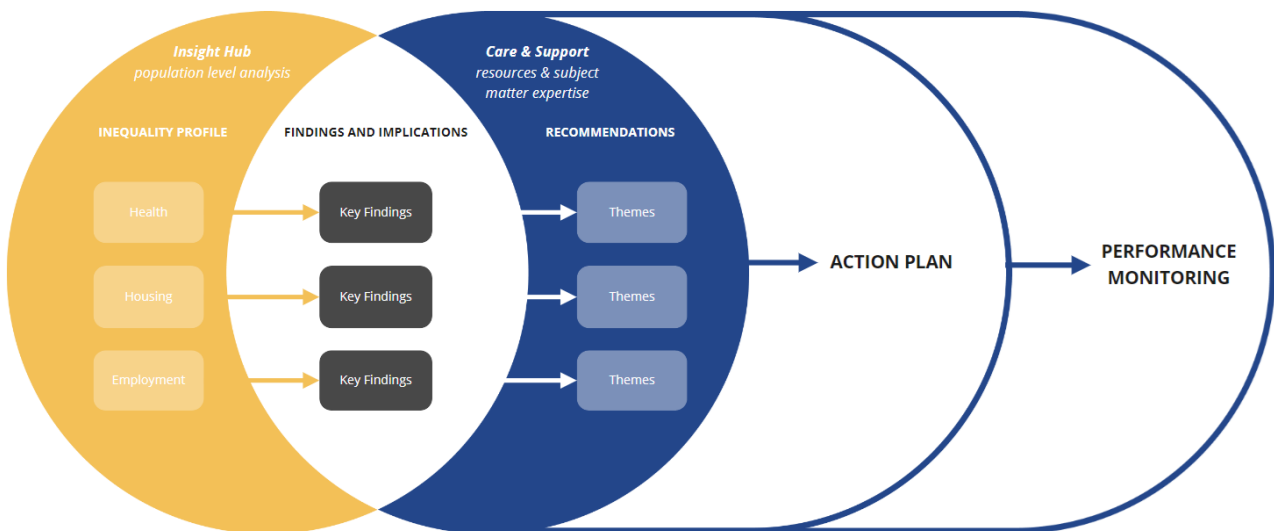 Insight Hub
population level analysis
Care & Support
resources & subject
matter expertise
INEQUALITY PROFILE
FINDINGS AND IMPLICATIONS
RECOMMENDATIONS
Health
Key Findings
Themes
Housing
Key Findings
Themes
Employment
Key Findings
Themes
ACTION PLAN
PERFORMANCE
MONITORING